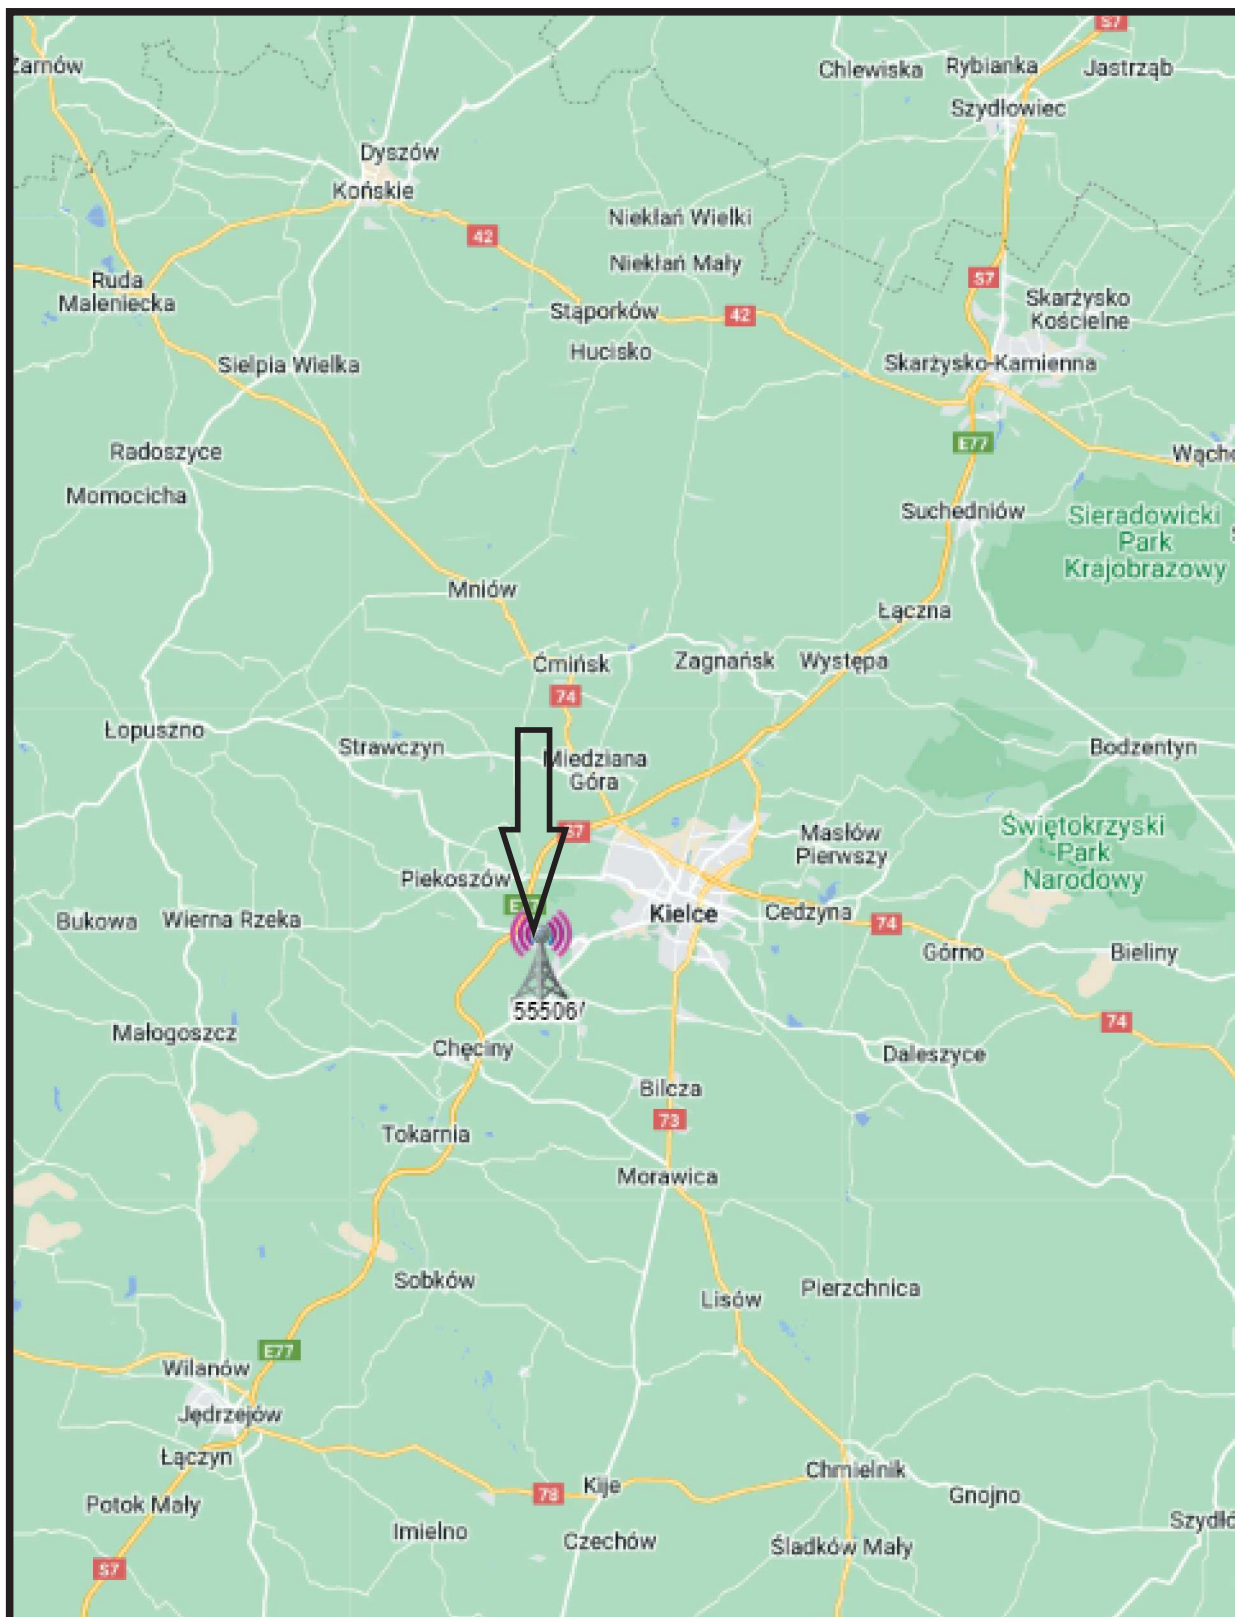 S7
Żarnów
Chlewiska
Rybianka
Jastrząb
Szydłowiec
Dyszów
Końskie
Niekłań Wielki
42
Niekłań Mały
S7
Ruda
Maleniecka
Skarżysko
Kościelne
Stąporków
42
Hucisko
Sielpia Wielka
Skarżysko-Kamienna
E77
Radoszyce
Momocicha
Suchedniów
Sieradowicki
Park
Krajobrazowy
Mniów
Łączna
Ćmińsk
Zagnańsk
Występa
74
Łopuszno
Strawczyn
Miedziana
Góra
Bodzentyn
S7
Masłów
Pierwszy
Świętokrzyski
Park
Narodowy
Piekoszów
E77
Bukowa
Wierna Rzeka
Kielce
Cedzyna
74
Górno
Bieliny
55506/
74
Małogoszcz
Chęciny
Daleszyce
Bilcza
73
Tokarnia
Morawica
Sobków
Lisów
Pierzchnica
E77
Wilanów
Jędrzejów
Łączyn
Chmielnik
Kije
78
Gnojno
Potok Mały
Imielno
Czechów
Śladków Mały
S7